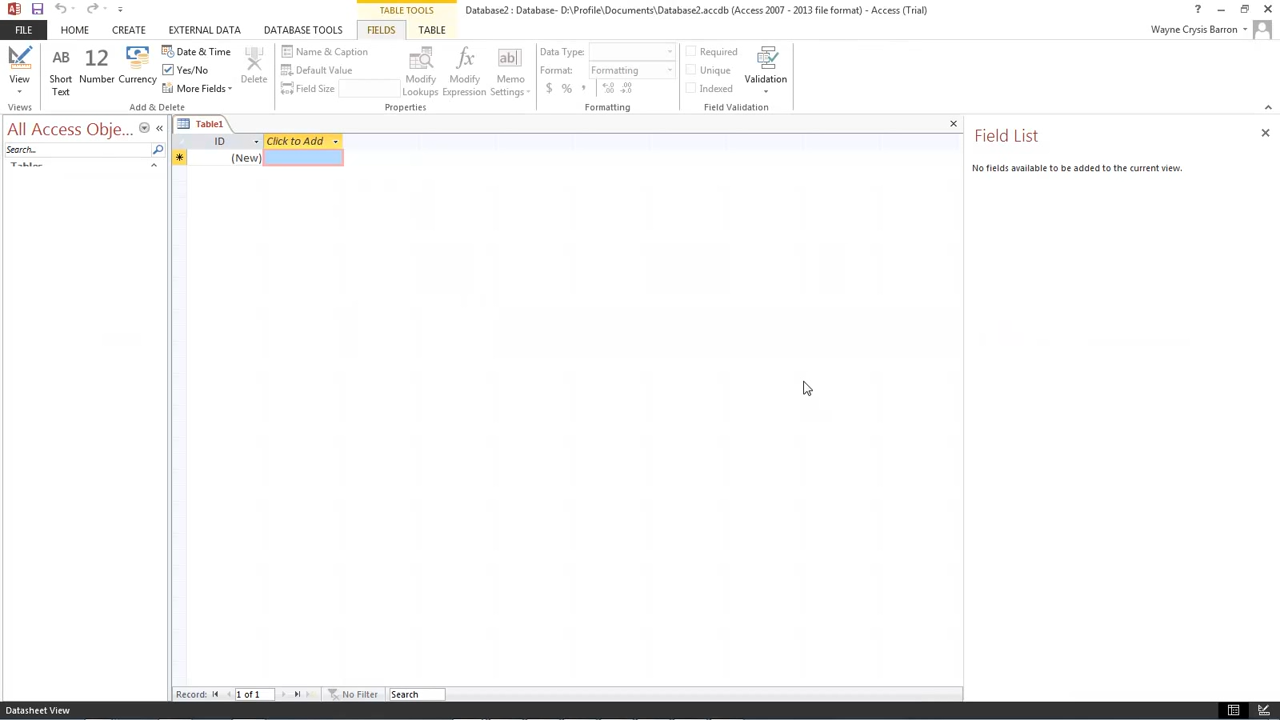 TABLE TOOLS
Database2 : Database- D:\Profile\Documents\Database2.accdb (Access 2007 - 2013 file format) - Access (Trial)
FILE HOME CREATE EXTERNAL DATA DATABASE TOOLS FIELDS TABLE Wayne Crysis Barron
View
Views
AB Short Text
12 Number
Currency
Date & Time
Yes/No
More Fields
Delete
Add & Delete
Name & Caption
Default Value
Field Size
Modify Lookups
fx Modify Expression
ab| Memo Settings
Properties
Data Type:
Format: Formatting
$ % ,
Formatting
Required
Unique
Indexed
Validation
Field Validation
All Access Obje...
Search...
Tables
Table1
ID Click to Add
(New)
Field List
No fields available to be added to the current view.
Record: 1 of 1 No Filter Search
Datasheet View